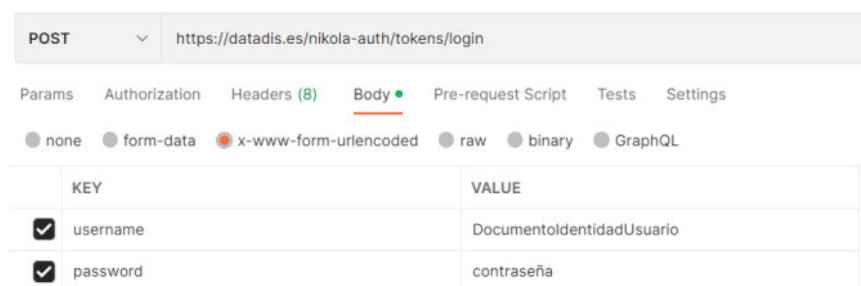 POST https://datadis.es/nikola-auth/tokens/login
Params Authorization Headers (8) Body Pre-request Script Tests Settings
none form-data x-www-form-urlencoded raw binary GraphQL
KEY VALUE
username DocumentoIdentidadUsuario
password contraseña